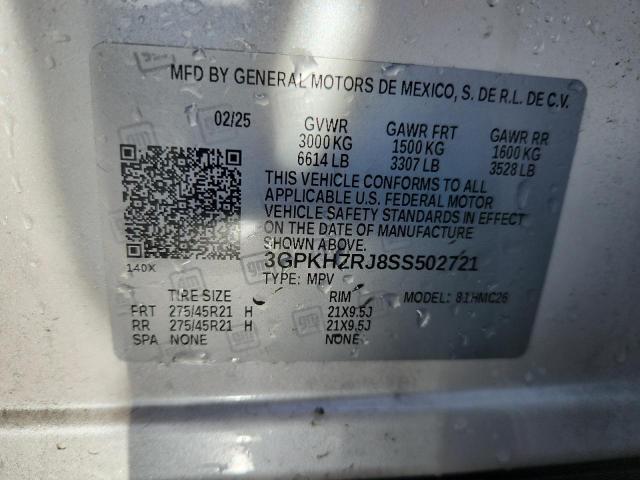 MFD BY GENERAL MOTORS DE MEXICO, S. DE R.L. DE C.V.
02/25 GVWR GAWR FRT GAWR RR
3000 KG 1500 KG 1600 KG
6614 LB 3307 LB 3528 LB
THIS VEHICLE CONFORMS TO ALL
APPLICABLE U.S. FEDERAL MOTOR
VEHICLE SAFETY STANDARDS IN EFFECT
ON THE DATE OF MANUFACTURE
SHOWN ABOVE.
140X 3GPKHZRJ8SS502721
TYPE: MPV
TIRE SIZE RIM MODEL: 81HMC26
FRT 275/45R21 H 21X9.5J
RR 275/45R21 H 21X9.5J
SPA NONE NONE